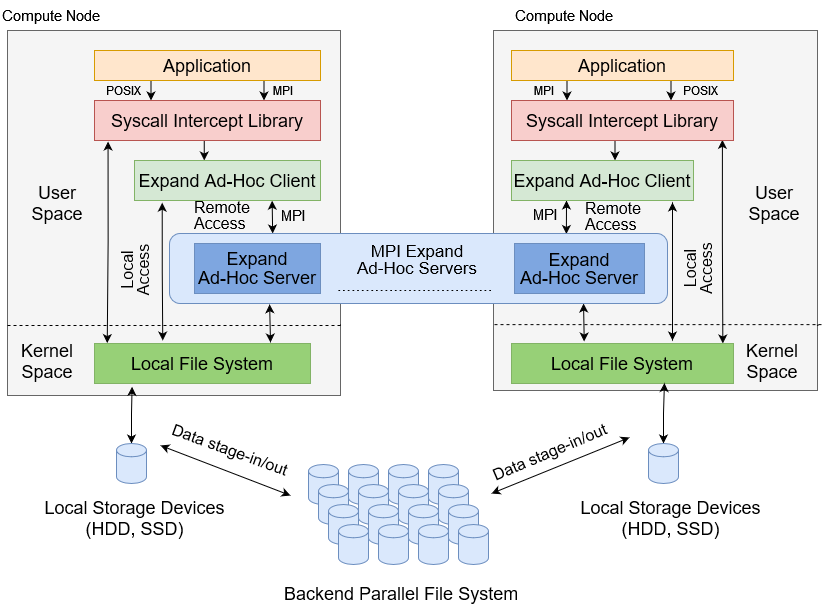 Compute Node
Compute Node
Application
Application
POSIX
MPI
MPI
POSIX
Syscall Intercept Library
Syscall Intercept Library
Expand Ad-Hoc Client
Expand Ad-Hoc Client
User
Space
User
Space
Remote
Access
MPI
MPI
Remote
Access
Local
Access
Local
Access
Expand
Ad-Hoc Server
MPI Expand
Ad-Hoc Servers
................................
Expand
Ad-Hoc Server
Kernel
Space
Kernel
Space
Local File System
Local File System
Data stage-in/out
Data stage-in/out
Local Storage Devices
(HDD, SSD)
Local Storage Devices
(HDD, SSD)
Backend Parallel File System